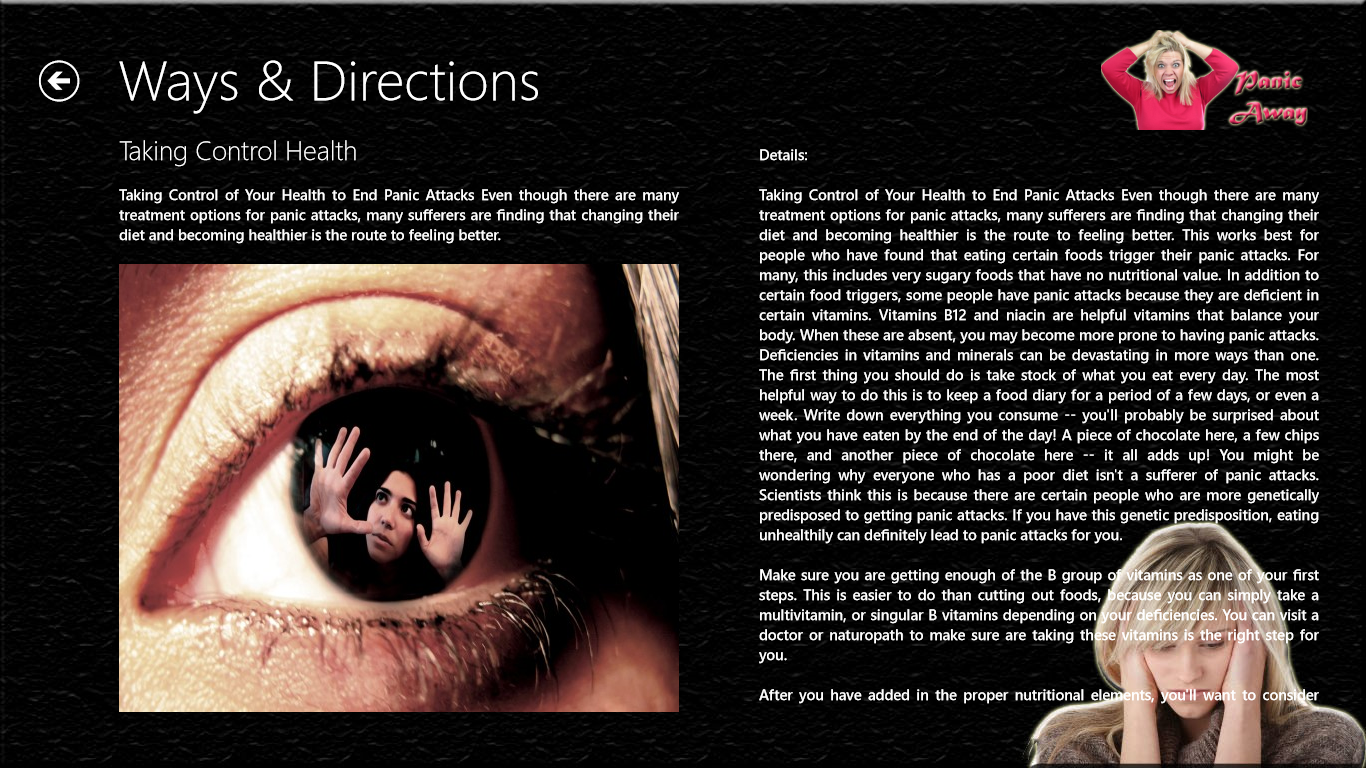 Ways & Directions
Panic
Away
Taking Control Health
Taking Control of Your Health to End Panic Attacks Even though there are many
treatment options for panic attacks, many sufferers are finding that changing their
diet and becoming healthier is the route to feeling better.
Details:
Taking Control of Your Health to End Panic Attacks Even though there are many
treatment options for panic attacks, many sufferers are finding that changing their
diet and becoming healthier is the route to feeling better. This works best for
people who have found that eating certain foods trigger their panic attacks. For
many, this includes very sugary foods that have no nutritional value. In addition to
certain food triggers, some people have panic attacks because they are deficient in
certain vitamins. Vitamins B12 and niacin are helpful vitamins that balance your
body. When these are absent, you may become more prone to having panic attacks.
Deficiencies in vitamins and minerals can be devastating in more ways than one.
The first thing you should do is take stock of what you eat every day. The most
helpful way to do this is to keep a food diary for a period of a few days, or even a
week. Write down everything you consume -- you'll probably be surprised about
what you have eaten by the end of the day! A piece of chocolate here, a few chips
there, and another piece of chocolate here -- it all adds up! You might be
wondering why everyone who has a poor diet isn't a sufferer of panic attacks.
Scientists think this is because there are certain people who are more genetically
predisposed to getting panic attacks. If you have this genetic predisposition, eating
unhealthily can definitely lead to panic attacks for you.
Make sure you are getting enough of the B group of vitamins as one of your first
steps. This is easier to do than cutting out foods, because you can simply take a
multivitamin, or singular B vitamins depending on your deficiencies. You can visit a
doctor or naturopath to make sure are taking these vitamins is the right step for
you.
After you have added in the proper nutritional elements, you'll want to consider